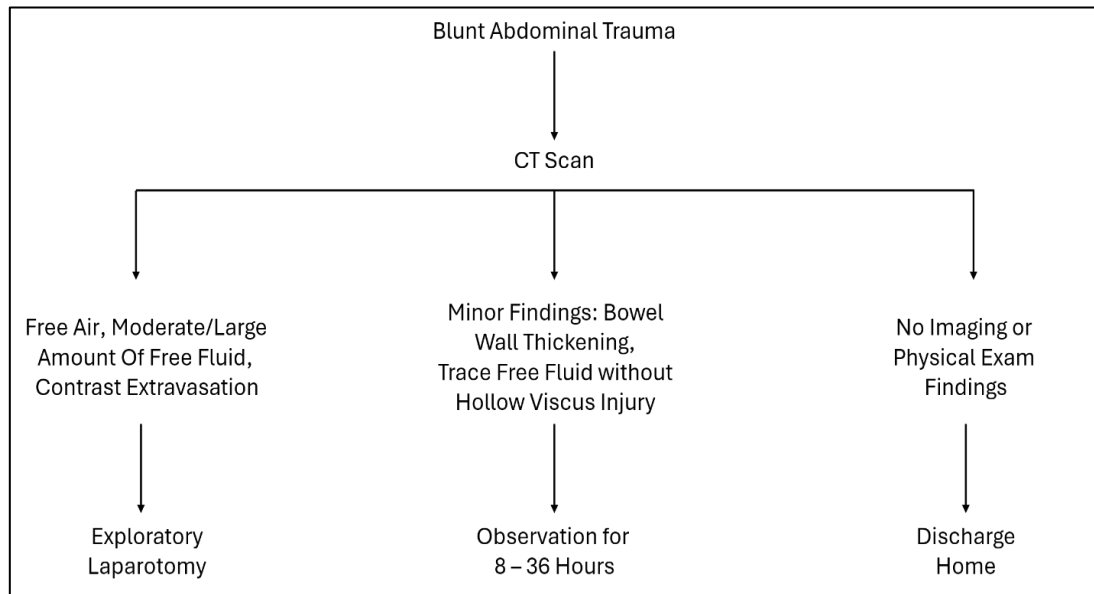 Blunt Abdominal Trauma
CT Scan
Free Air, Moderate/Large
Amount Of Free Fluid,
Contrast Extravasation
Minor Findings: Bowel
Wall Thickening,
Trace Free Fluid without
Hollow Viscus Injury
No Imaging or
Physical Exam
Findings
Exploratory
Laparotomy
Observation for
8 – 36 Hours
Discharge
Home